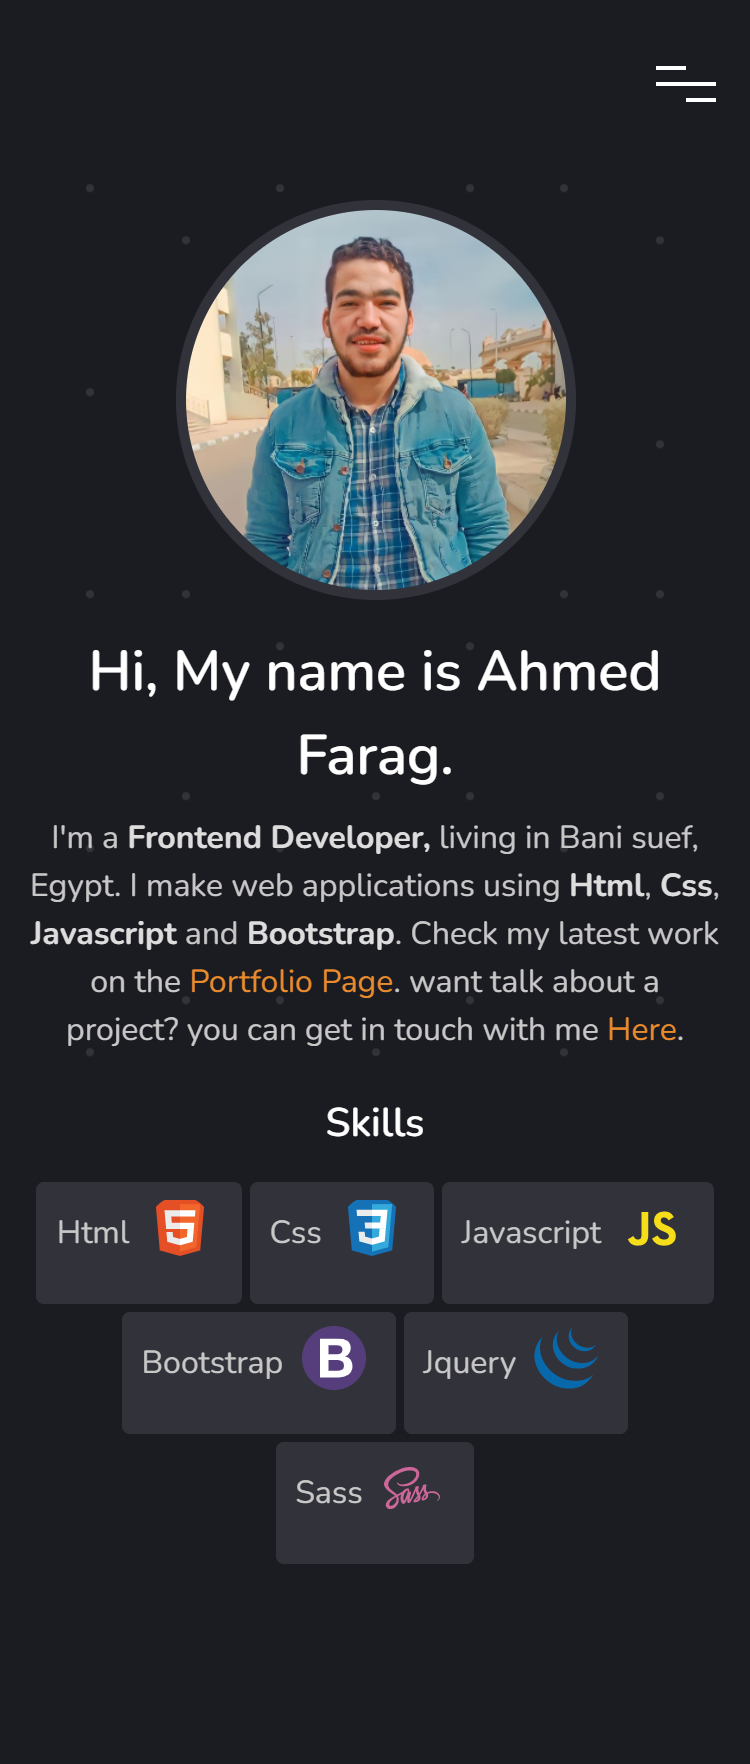 Hi, My name is Ahmed
Farag.
I'm a Frontend Developer, living in Bani suef,
Egypt. I make web applications using Html, Css,
Javascript and Bootstrap. Check my latest work
on the Portfolio Page. want talk about a
project? you can get in touch with me Here.
Skills
Html 5 Css 3 Javascript JS
Bootstrap B Jquery
Sass Sass